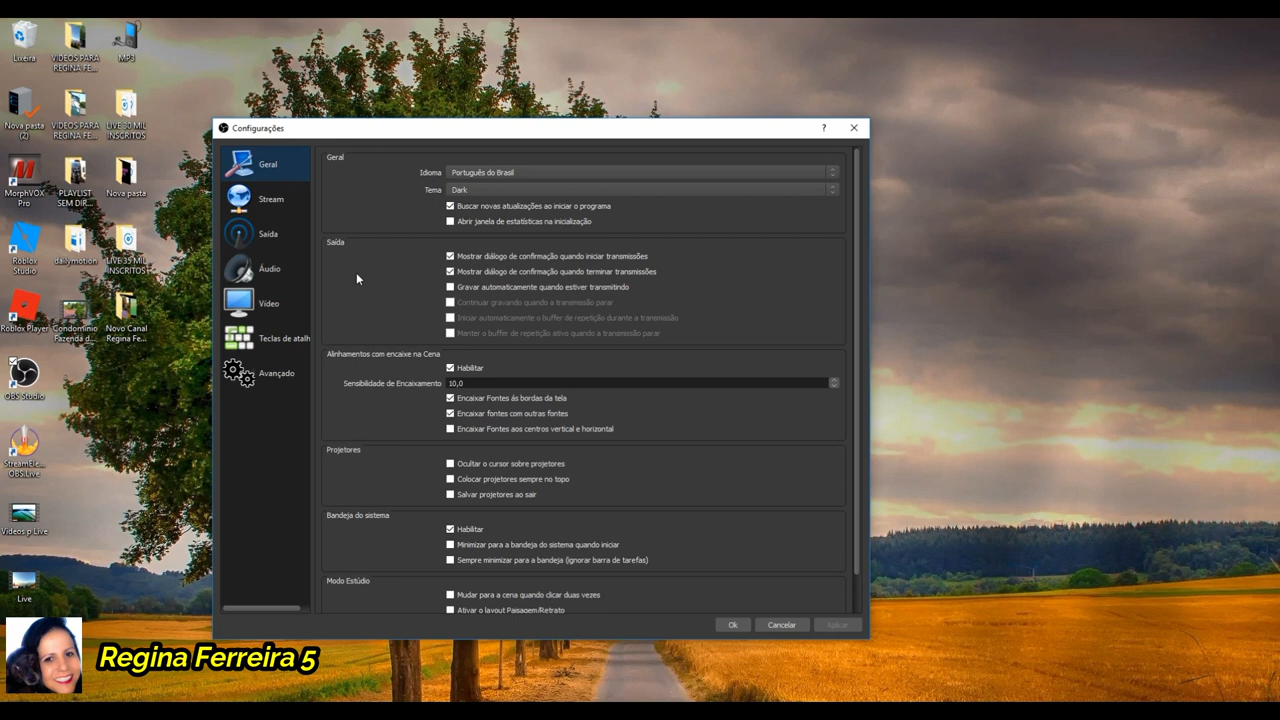 Lixeira
VIDEOS PARA
REGINA FE...
MP3
Nova pasta
(2)
VIDEOS PARA
REGINA FE...
LIVE 30 MIL
INSCRITOS
MorphVOX
Pro
PLAYLIST
SEM DIR...
Nova pasta
Roblox
Studio
dailymotion
LIVE 35 MIL
INSCRITOS
Roblox Player
Condominio
Fazenda d...
Novo Canal
Regina Fe...
OBS Studio
StreamEle...
OBS.Live
Videos p Live
Live
Configurações
?
Geral
Stream
Saída
Áudio
Vídeo
Teclas de atalh
Avançado
Geral
Idioma Português do Brasil
Tema Dark
Buscar novas atualizações ao iniciar o programa
Abrir janela de estatísticas na inicialização
Saída
Mostrar diálogo de confirmação quando iniciar transmissões
Mostrar diálogo de confirmação quando terminar transmissões
Gravar automaticamente quando estiver transmitindo
Continuar gravando quando a transmissão parar
Iniciar automaticamente o buffer de repetição durante a transmissão
Manter o buffer de repetição ativo quando a transmissão parar
Alinhamentos com encaixe na Cena
Habilitar
Sensibilidade de Encaixamento 10,0
Encaixar Fontes ás bordas da tela
Encaixar fontes com outras fontes
Encaixar Fontes aos centros vertical e horizontal
Projetores
Ocultar o cursor sobre projetores
Colocar projetores sempre no topo
Salvar projetores ao sair
Bandeja do sistema
Habilitar
Minimizar para a bandeja do sistema quando iniciar
Sempre minimizar para a bandeja (ignorar barra de tarefas)
Modo Estúdio
Mudar para a cena quando clicar duas vezes
Ativar o layout Paisagem/Retrato
Ok Cancelar Aplicar
Regina Ferreira 5